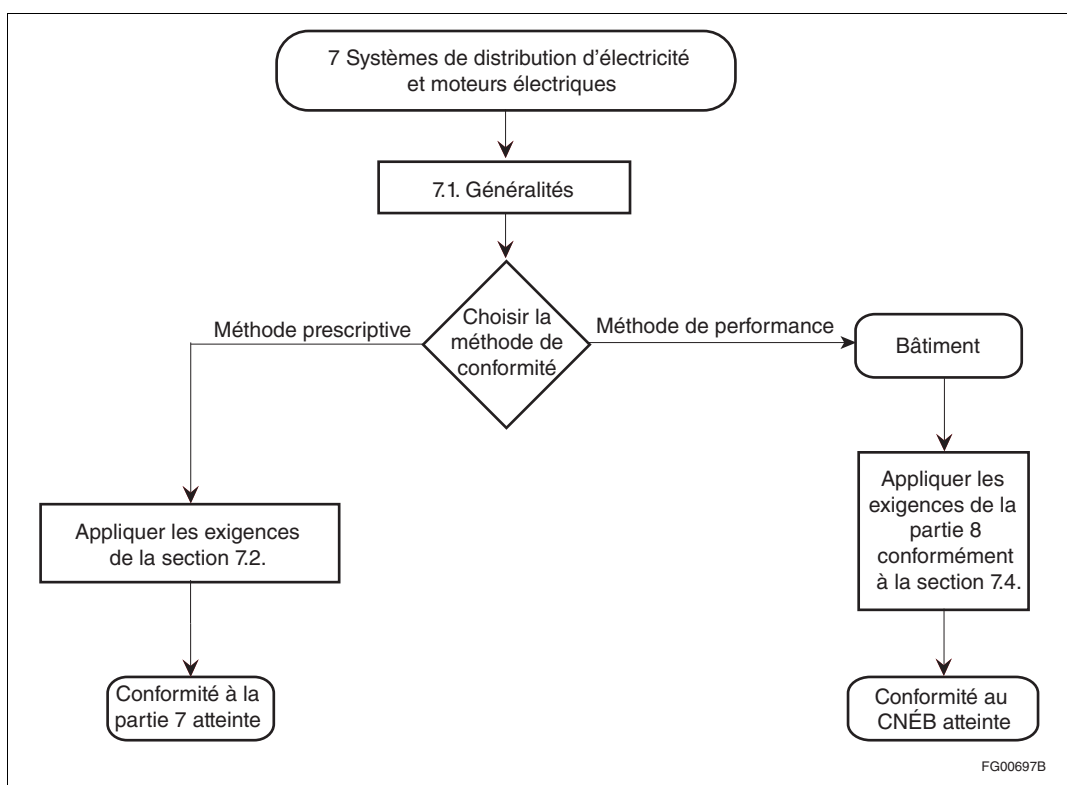 7 Systèmes de distribution d'électricité
et moteurs électriques
7.1. Généralités
Choisir la
méthode de
conformité
Méthode prescriptive
Méthode de performance
Bâtiment
Appliquer les exigences
de la section 7.2.
Appliquer les
exigences de la
partie 8
conformément
à la section 7.4.
Conformité à la
partie 7 atteinte
Conformité au
CNÉB atteinte
FG00697B